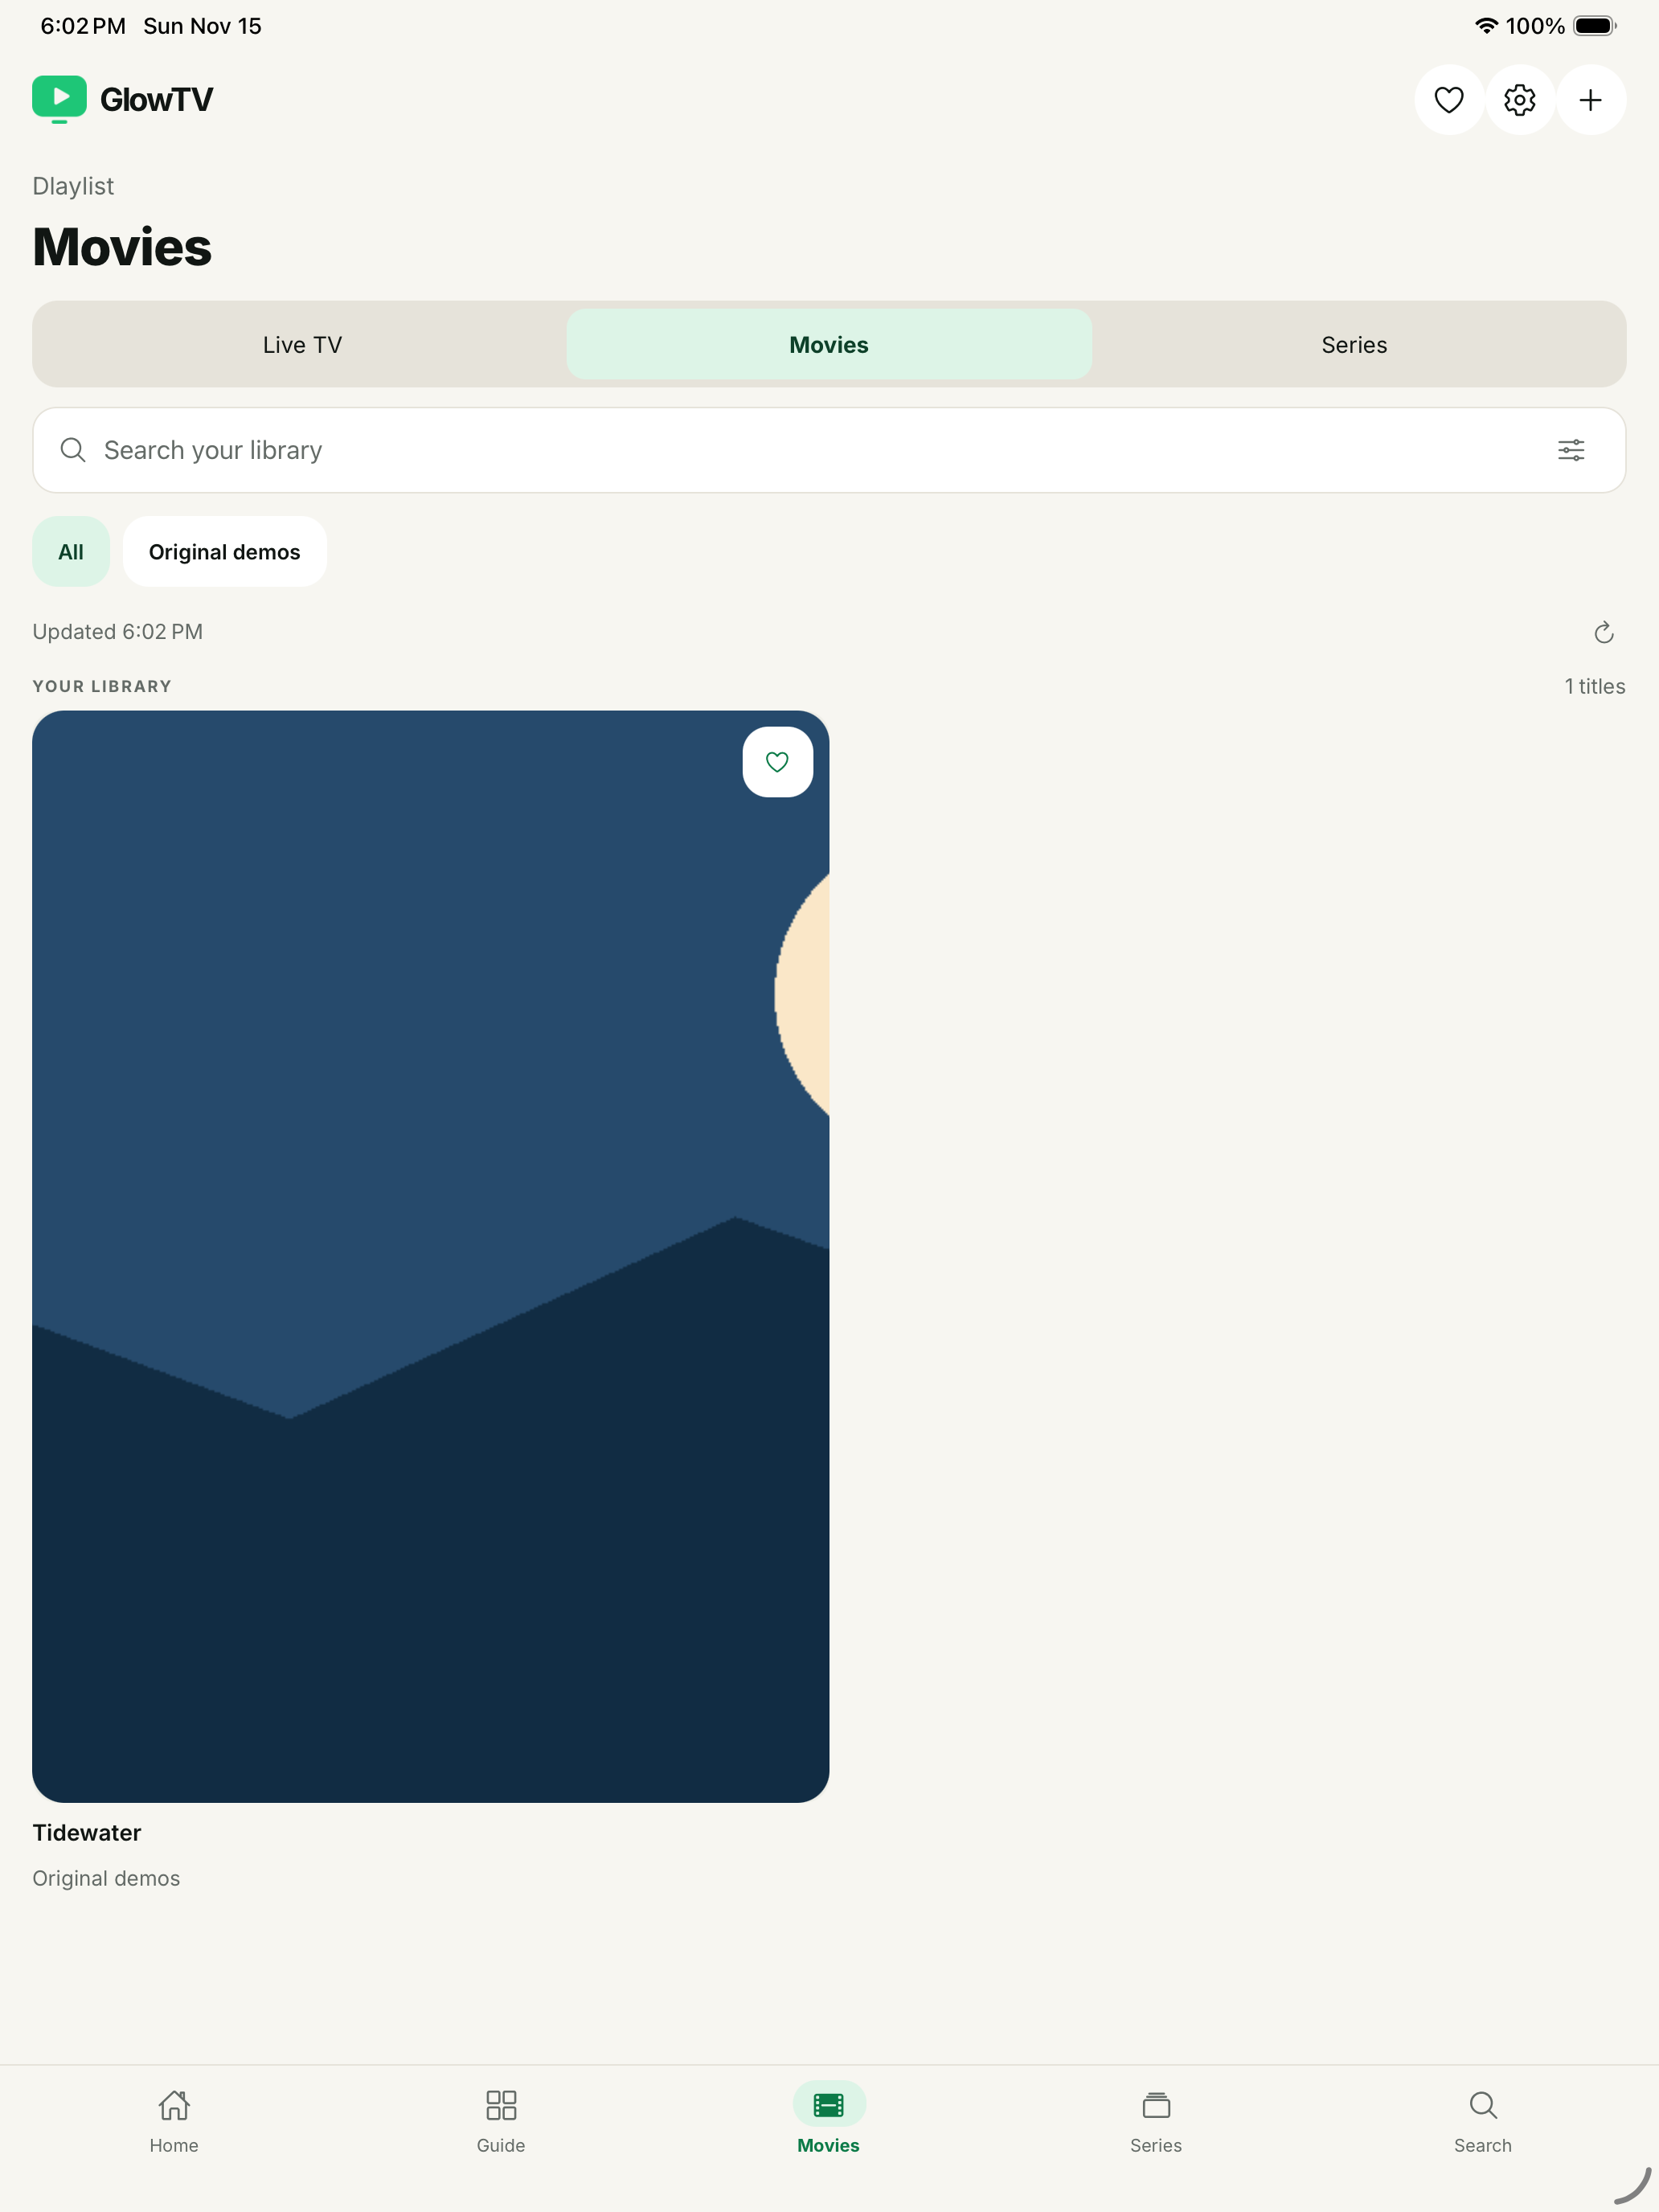 6:02 PM Sun Nov 15 100%
GlowTV
Dlaylist
Movies
Live TV Movies Series
Search your library
All Original demos
Updated 6:02 PM
YOUR LIBRARY 1 titles
Tidewater
Original demos
Home Guide Movies Series Search